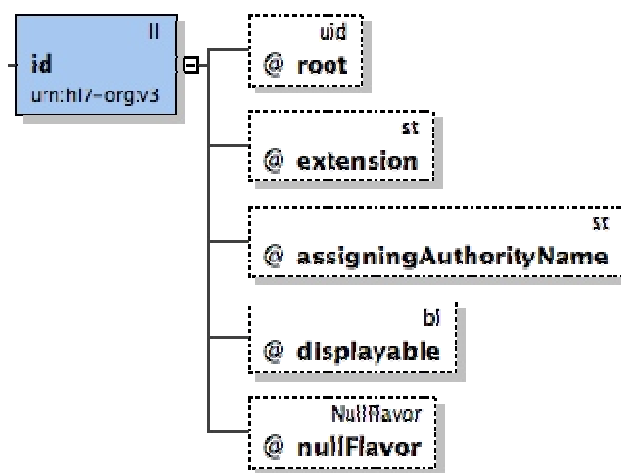 II
id
urn:hl7-org:v3
uid
@ root
st
@ extension
st
@ assigningAuthorityName
bl
@ displayable
NullFlavor
@ nullFlavor